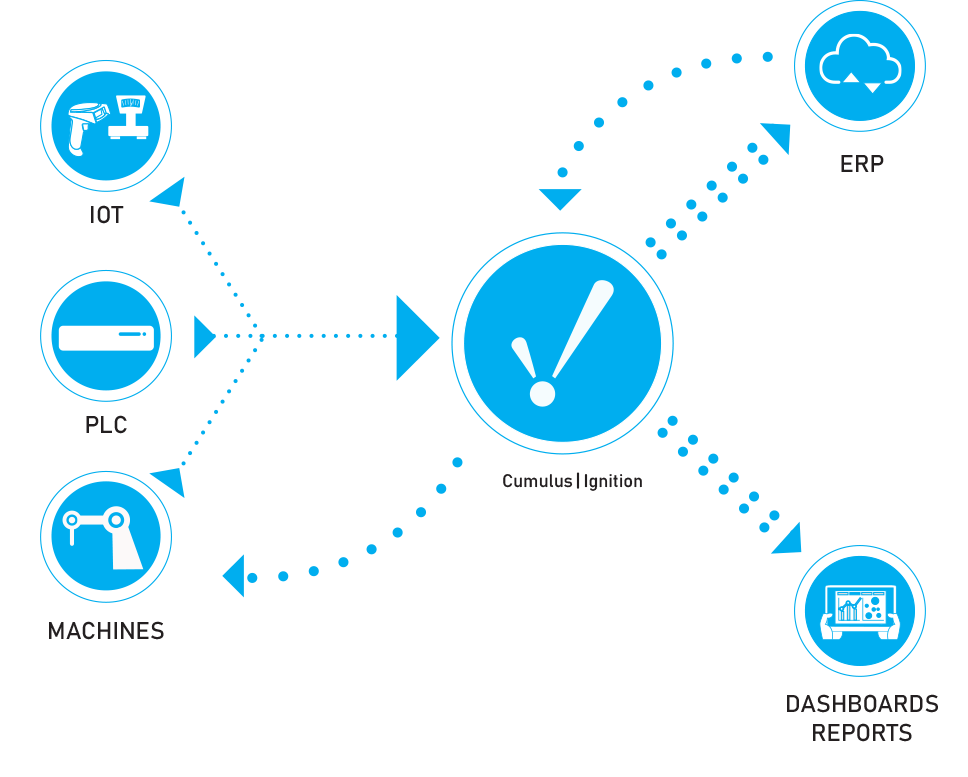 IOT
PLC
MACHINES
Cumulus|Ignition
ERP
DASHBOARDS
REPORTS